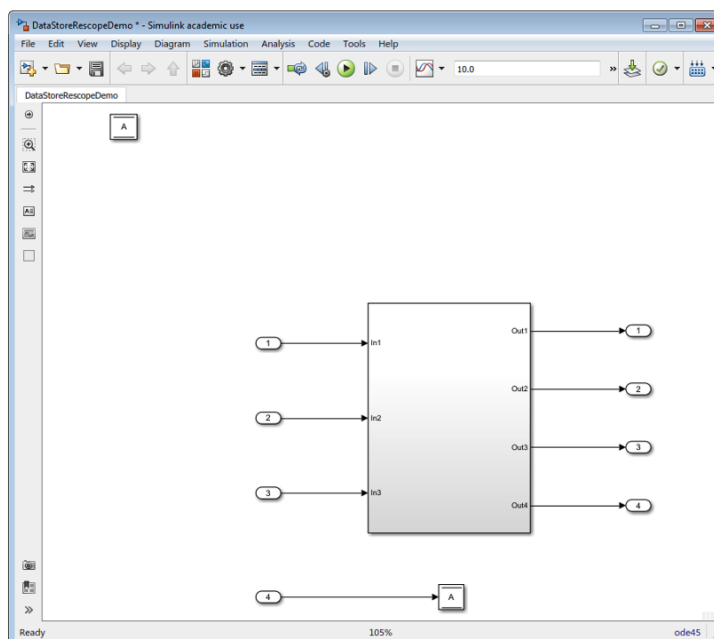 DataStoreRescopeDemo * - Simulink academic use
File Edit View Display Diagram Simulation Analysis Code Tools Help
10.0 »
DataStoreRescopeDemo
A
1 In1 Out1 1
Out2 2
2 In2
Out3 3
3 In3
Out4 4
4 A
Ready 105% ode45